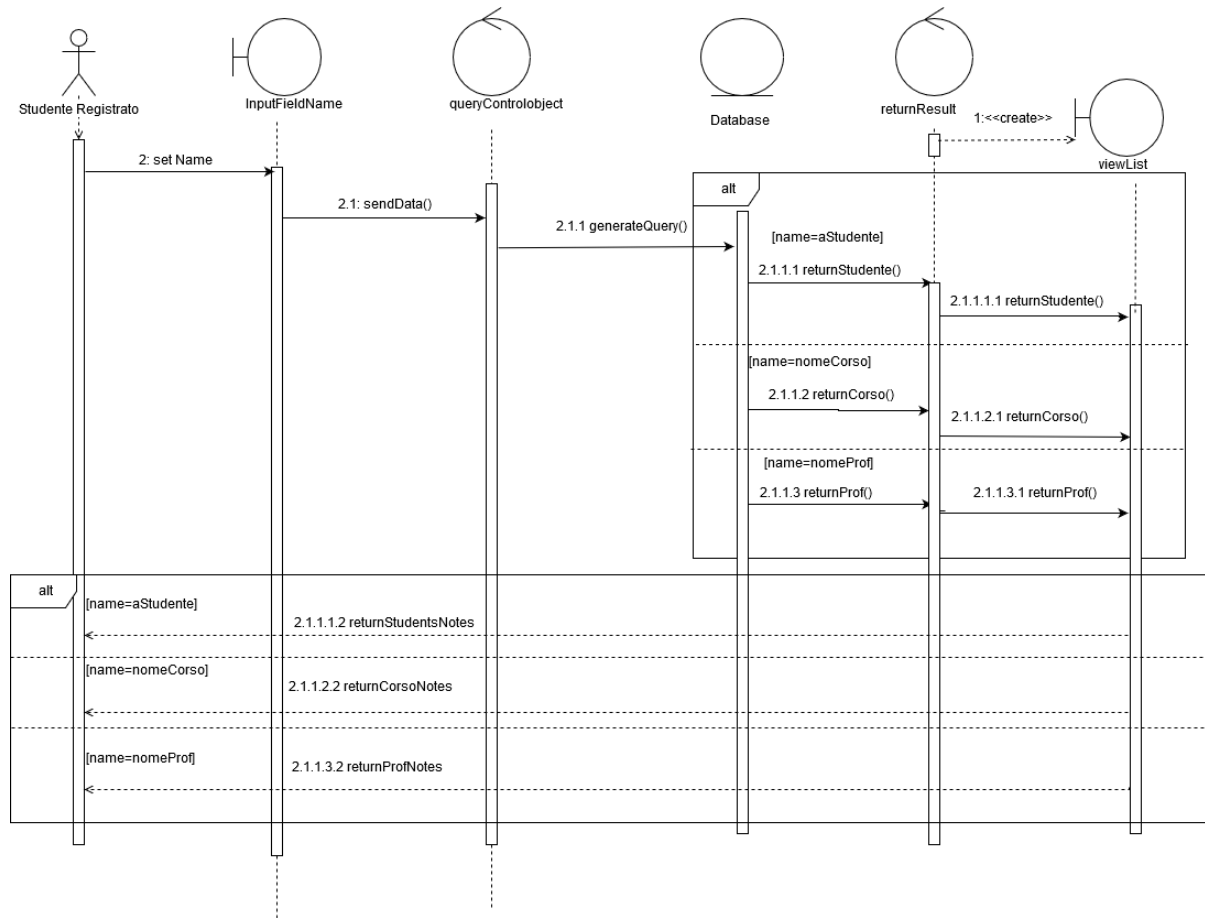 Studente Registrato
InputFieldName
queryControlobject
Database
returnResult
1:<<create>>
viewList
2: set Name
alt
2.1: sendData()
2.1.1 generateQuery()
[name=aStudente]
2.1.1.1 returnStudente()
2.1.1.1.1 returnStudente()
[name=nomeCorso]
2.1.1.2 returnCorso()
2.1.1.2.1 returnCorso()
[name=nomeProf]
2.1.1.3 returnProf()
2.1.1.3.1 returnProf()
alt
[name=aStudente]
2.1.1.1.2 returnStudentsNotes
[name=nomeCorso]
2.1.1.2.2 returnCorsoNotes
[name=nomeProf]
2.1.1.3.2 returnProfNotes